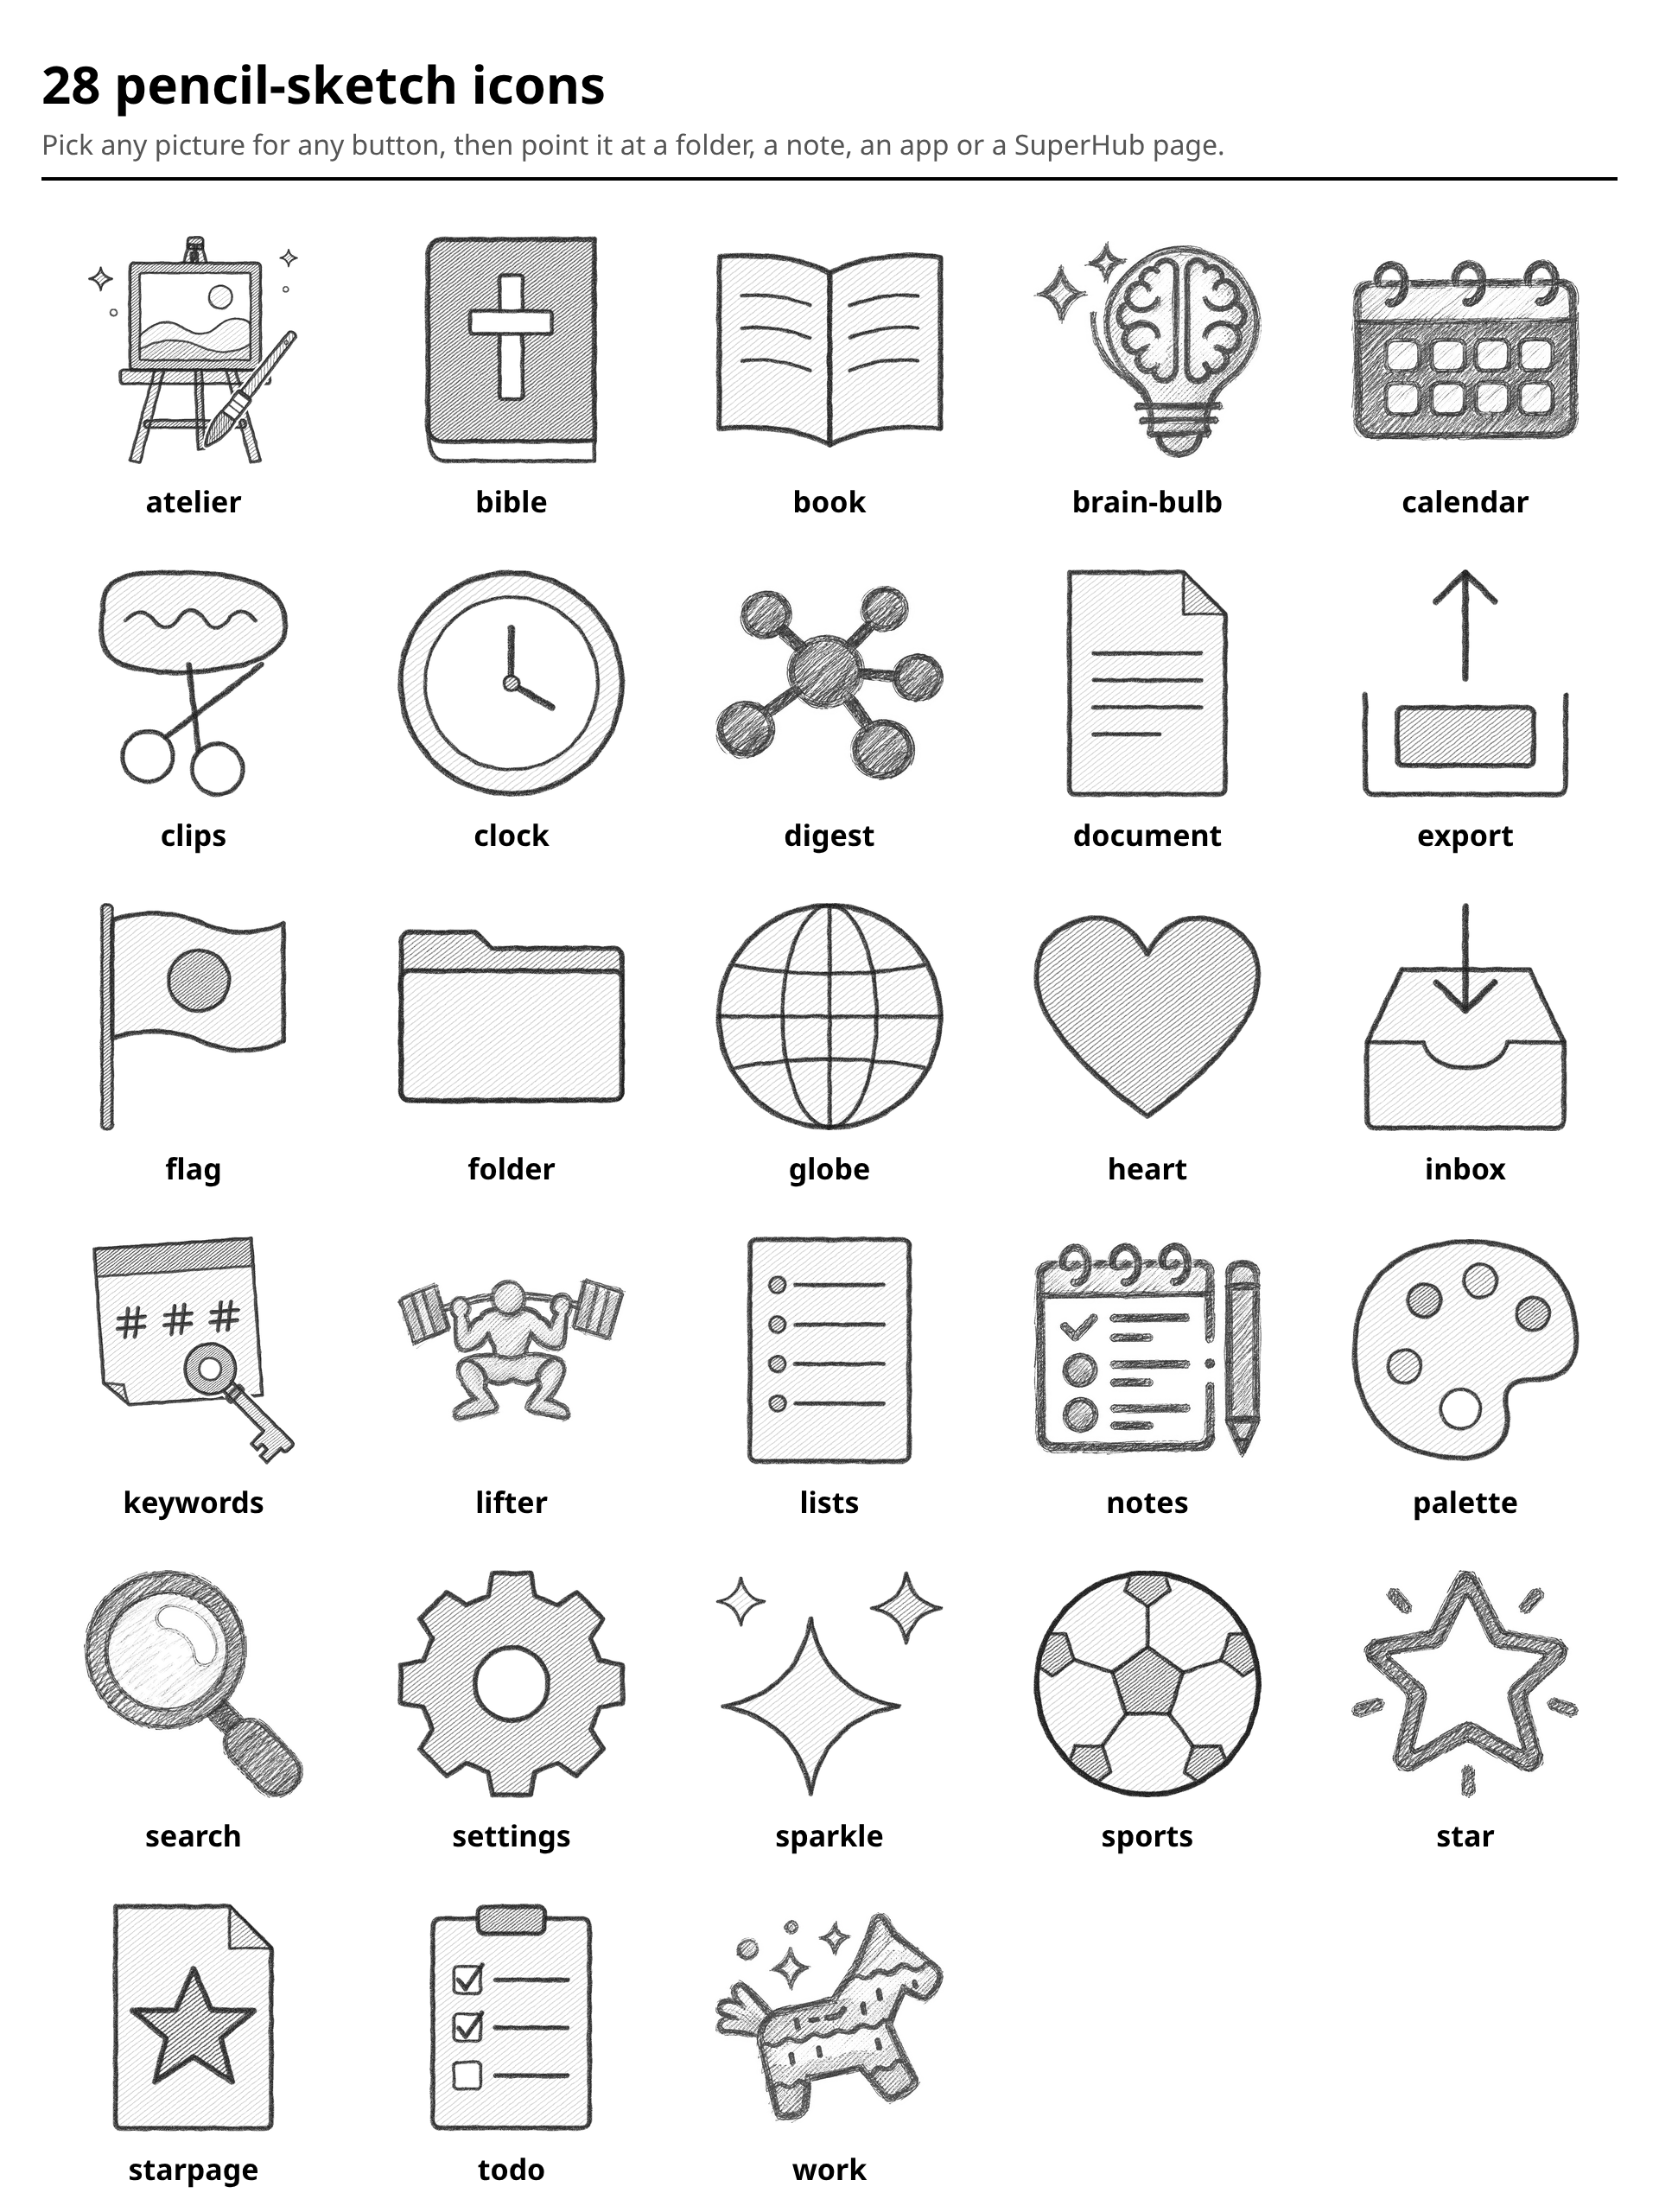 28 pencil-sketch icons
Pick any picture for any button, then point it at a folder, a note, an app or a SuperHub page.
atelier
bible
book
brain-bulb
calendar
clips
clock
digest
document
export
flag
folder
globe
heart
inbox
# # #
keywords
lifter
lists
notes
palette
search
settings
sparkle
sports
star
starpage
todo
work